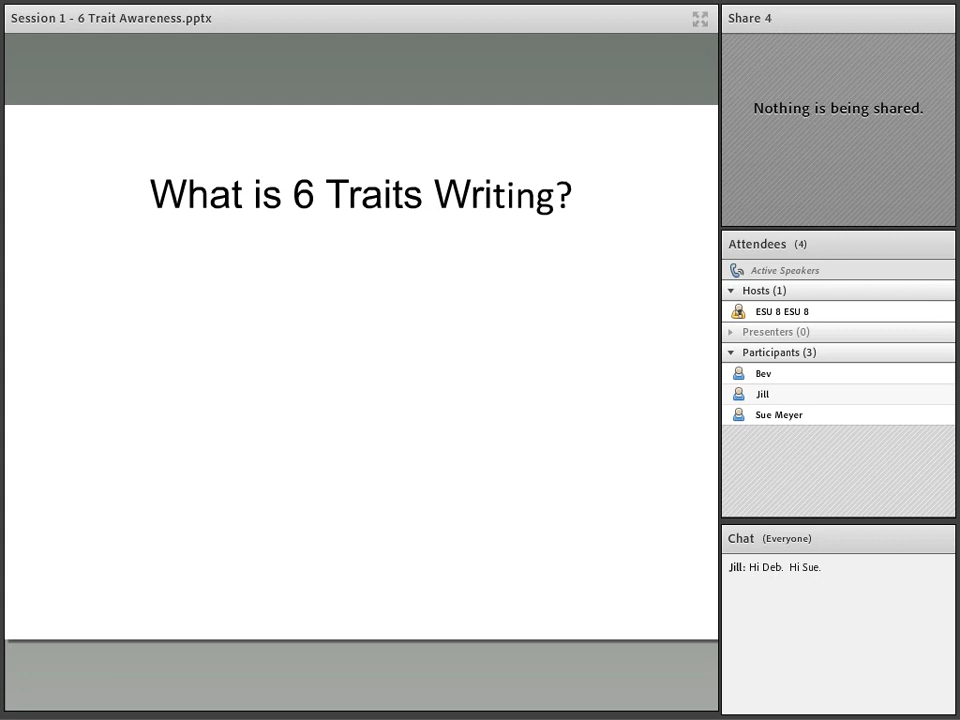 Session 1 - 6 Trait Awareness.pptx
What is 6 Traits Writing?
Share 4
Nothing is being shared.
Attendees (4)
Active Speakers
Hosts (1)
ESU 8 ESU 8
Presenters (0)
Participants (3)
Bev
Jill
Sue Meyer
Chat (Everyone)
Jill: Hi Deb. Hi Sue.